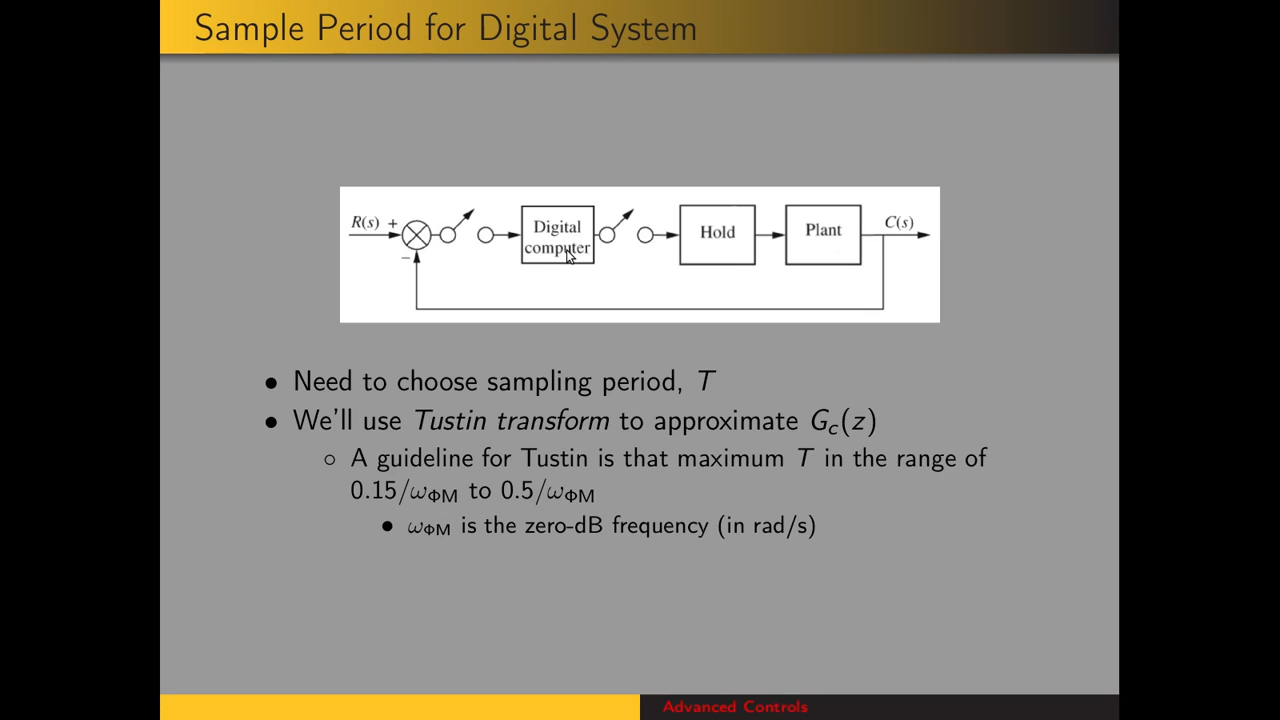 Sample Period for Digital System
R(s) + − Digital computer Hold Plant C(s)
• Need to choose sampling period, T
• We'll use Tustin transform to approximate G_c(z)
○ A guideline for Tustin is that maximum T in the range of
0.15/ω_ΦM to 0.5/ω_ΦM
• ω_ΦM is the zero-dB frequency (in rad/s)
Advanced Controls